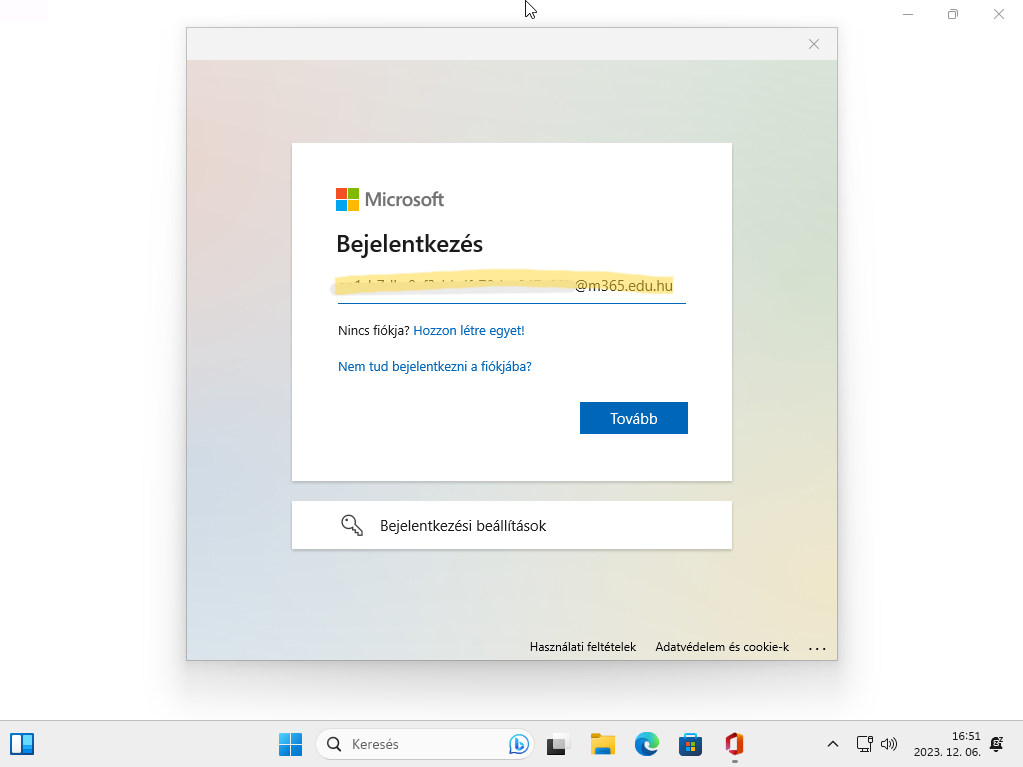 Microsoft
Bejelentkezés
@m365.edu.hu
Nincs fiókja? Hozzon létre egyet!
Nem tud bejelentkezni a fiókjába?
Tovább
Bejelentkezési beállítások
Használati feltételek Adatvédelem és cookie-k ...
Keresés
16:51
2023. 12. 06.